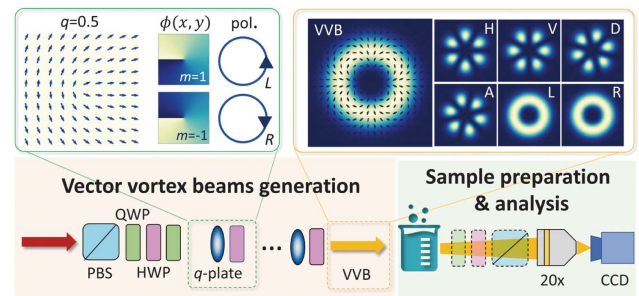 q=0.5
ϕ(x, y)
pol.
m=1
m=-1
L
R
VVB
H
V
D
A
L
R
Vector vortex beams generation
Sample preparation
& analysis
QWP
PBS
HWP
q-plate
...
VVB
20x
CCD